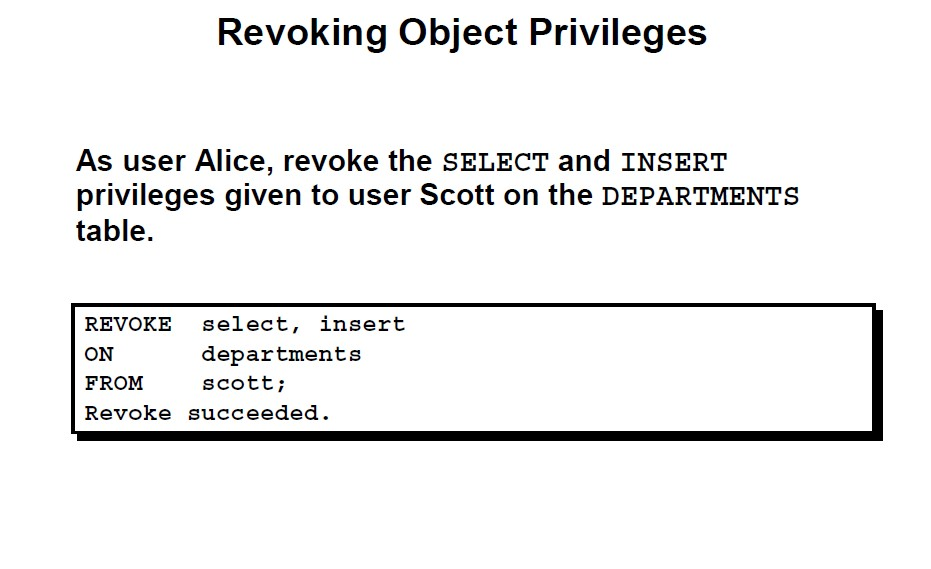 Revoking Object Privileges
As user Alice, revoke the SELECT and INSERT
privileges given to user Scott on the DEPARTMENTS
table.
REVOKE  select, insert
ON      departments
FROM    scott;
Revoke succeeded.